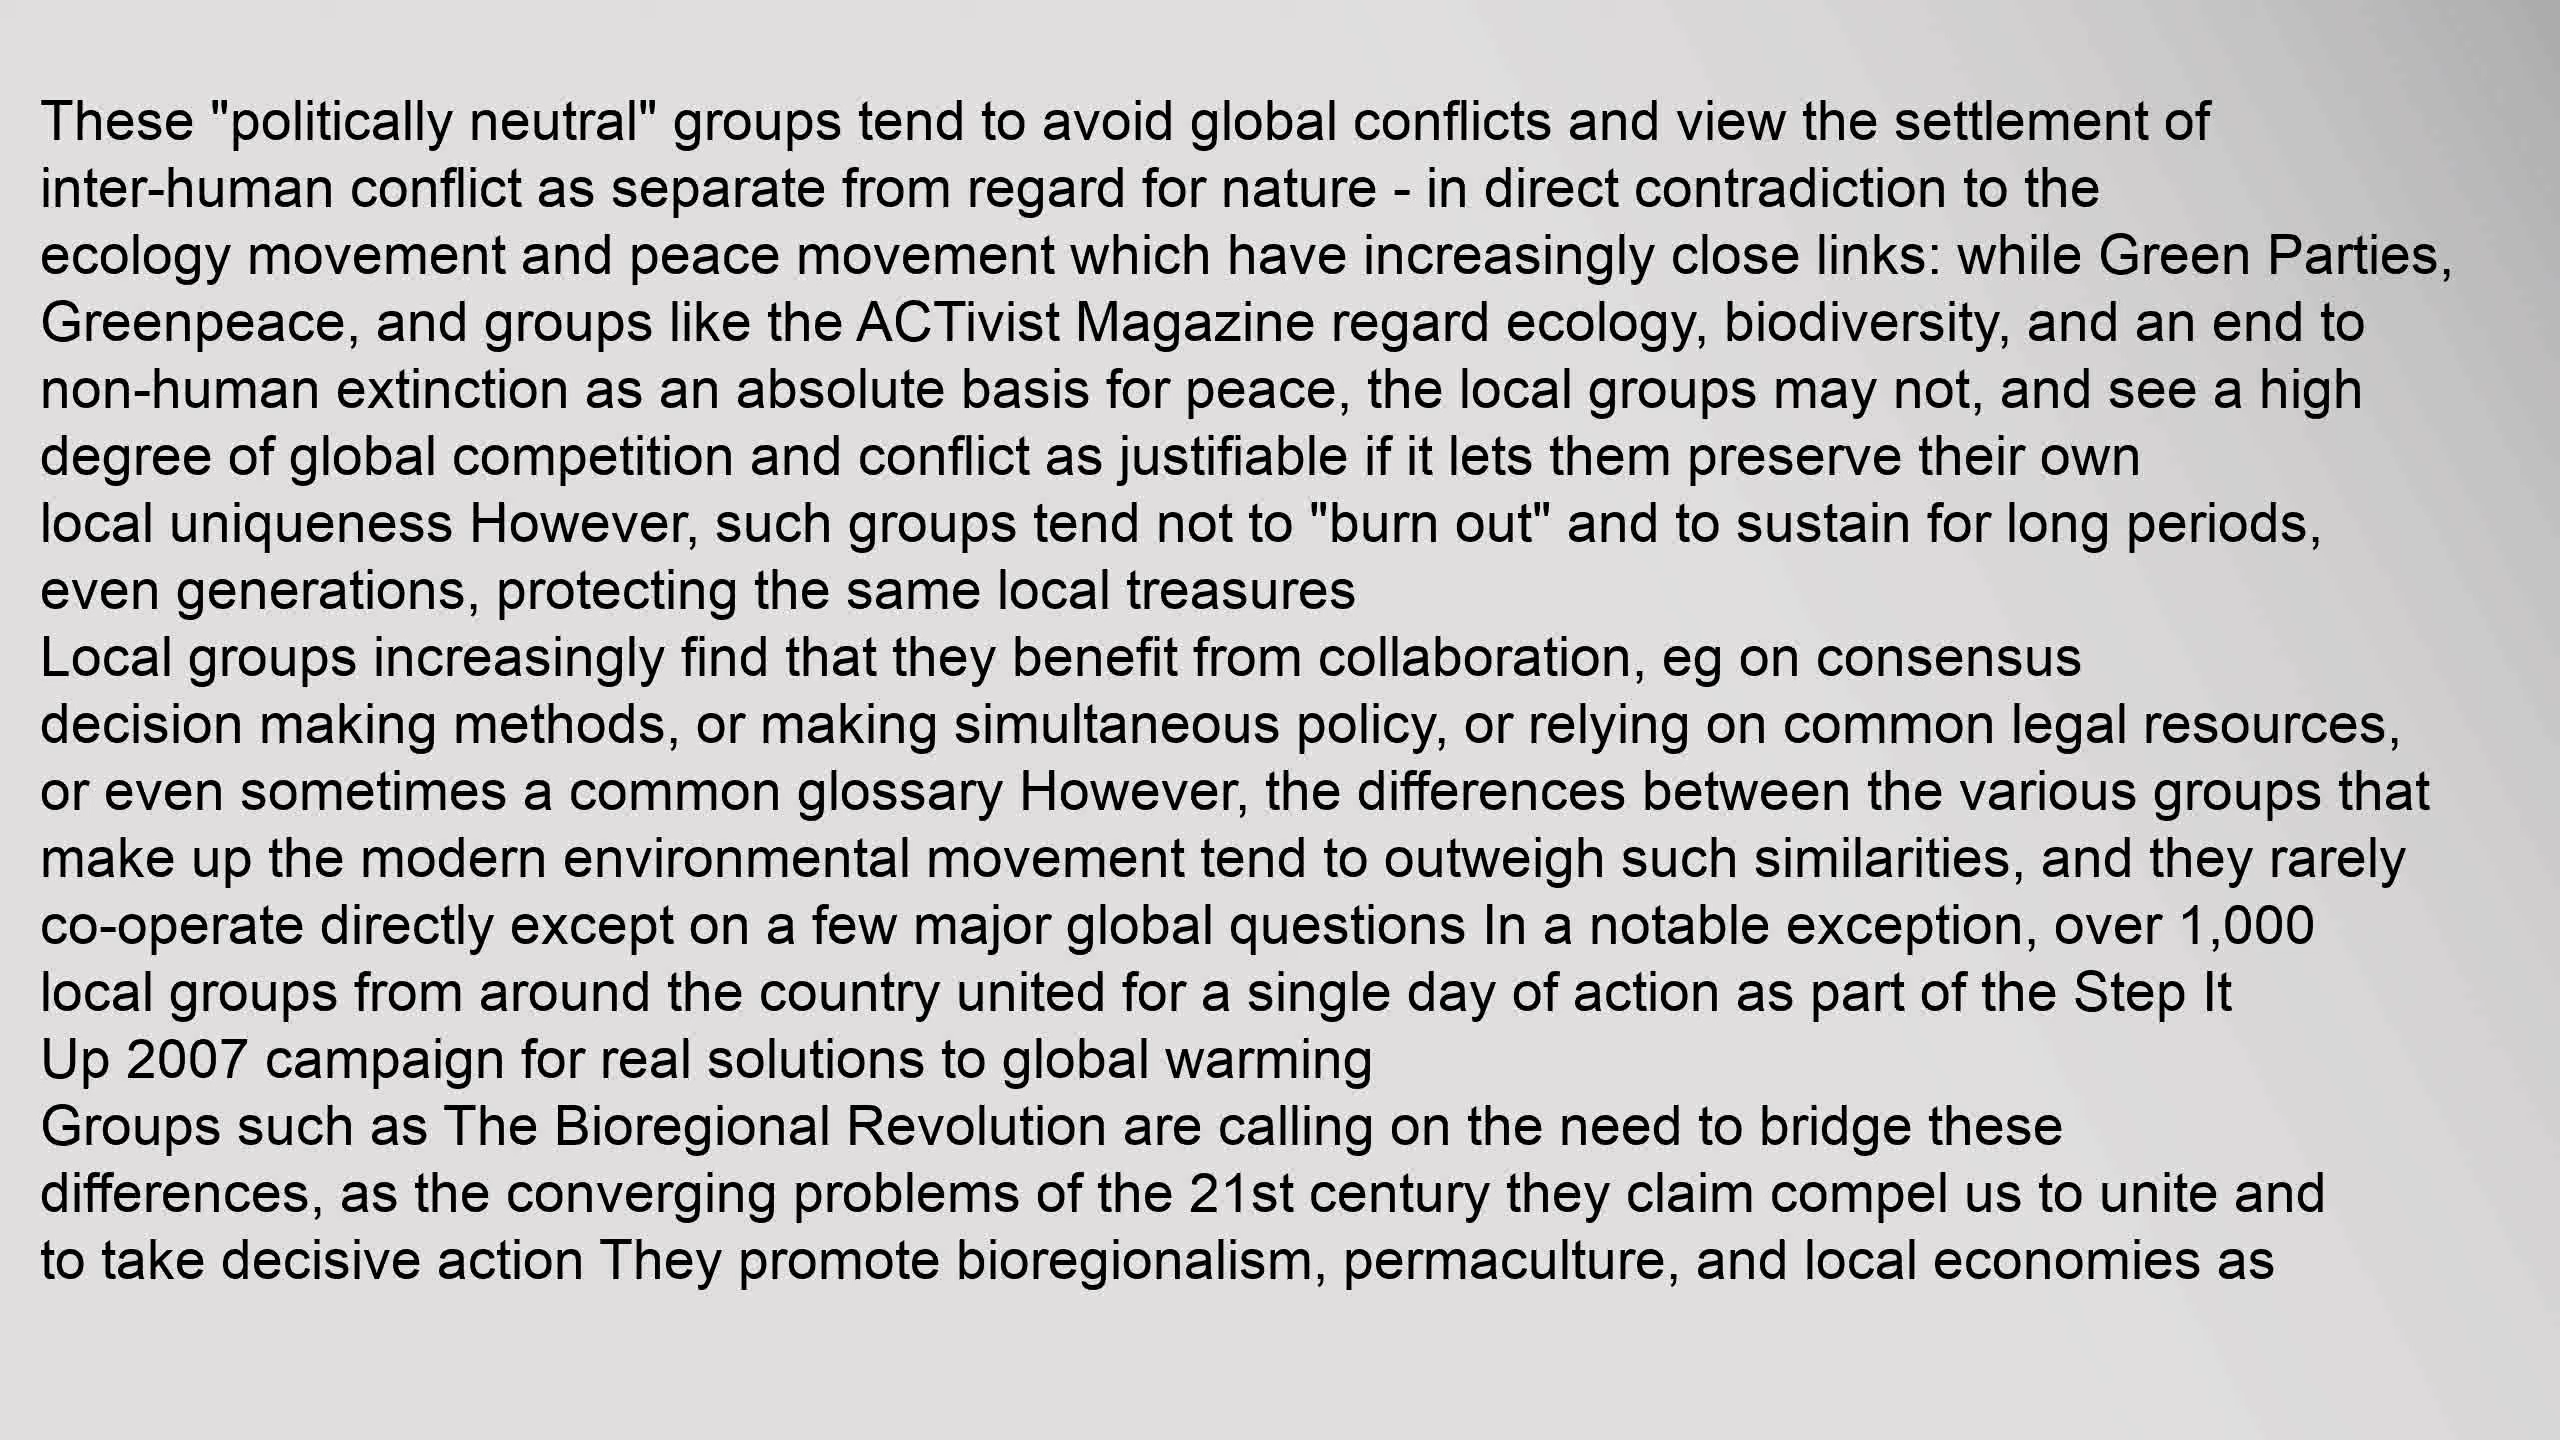 These "politically neutral" groups tend to avoid global conflicts and view the settlement of
inter-human conflict as separate from regard for nature - in direct contradiction to the
ecology movement and peace movement which have increasingly close links: while Green Parties,
Greenpeace, and groups like the ACTivist Magazine regard ecology, biodiversity, and an end to
non-human extinction as an absolute basis for peace, the local groups may not, and see a high
degree of global competition and conflict as justifiable if it lets them preserve their own
local uniqueness However, such groups tend not to "burn out" and to sustain for long periods,
even generations, protecting the same local treasures
Local groups increasingly find that they benefit from collaboration, eg on consensus
decision making methods, or making simultaneous policy, or relying on common legal resources,
or even sometimes a common glossary However, the differences between the various groups that
make up the modern environmental movement tend to outweigh such similarities, and they rarely
co-operate directly except on a few major global questions In a notable exception, over 1,000
local groups from around the country united for a single day of action as part of the Step It
Up 2007 campaign for real solutions to global warming
Groups such as The Bioregional Revolution are calling on the need to bridge these
differences, as the converging problems of the 21st century they claim compel us to unite and
to take decisive action They promote bioregionalism, permaculture, and local economies as